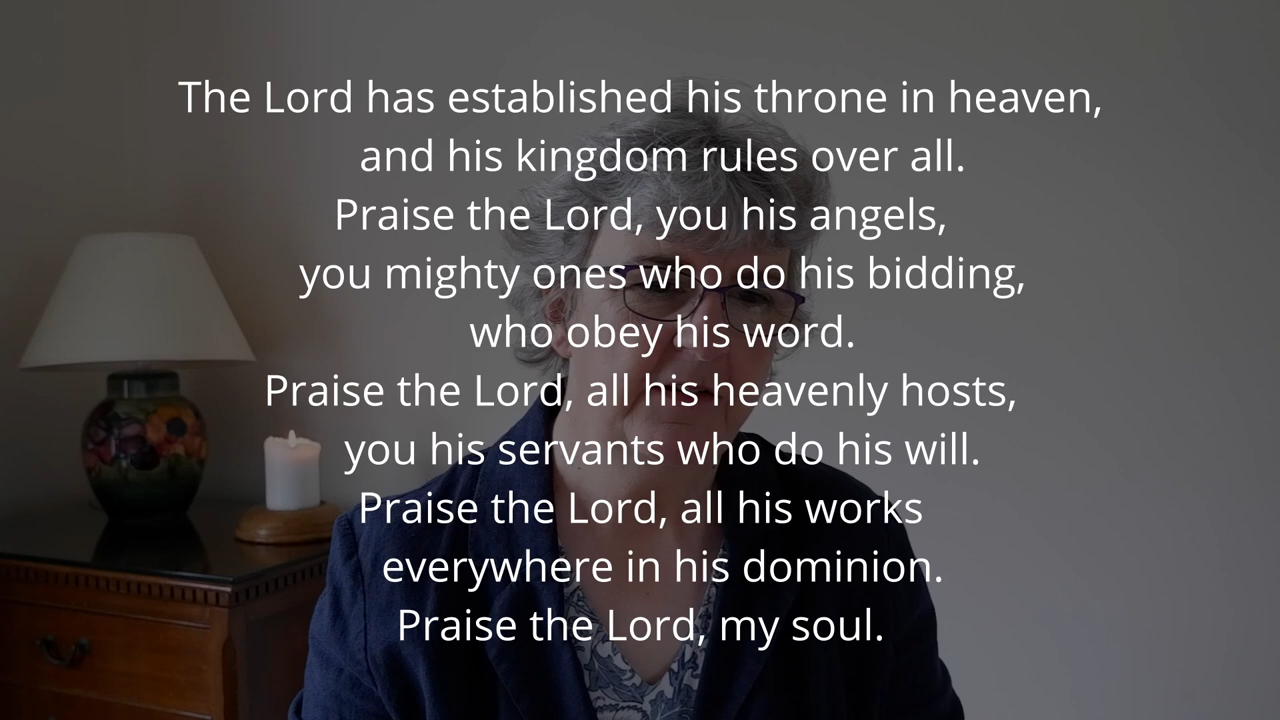 The Lord has established his throne in heaven,
and his kingdom rules over all.
Praise the Lord, you his angels,
you mighty ones who do his bidding,
who obey his word.
Praise the Lord, all his heavenly hosts,
you his servants who do his will.
Praise the Lord, all his works
everywhere in his dominion.
Praise the Lord, my soul.